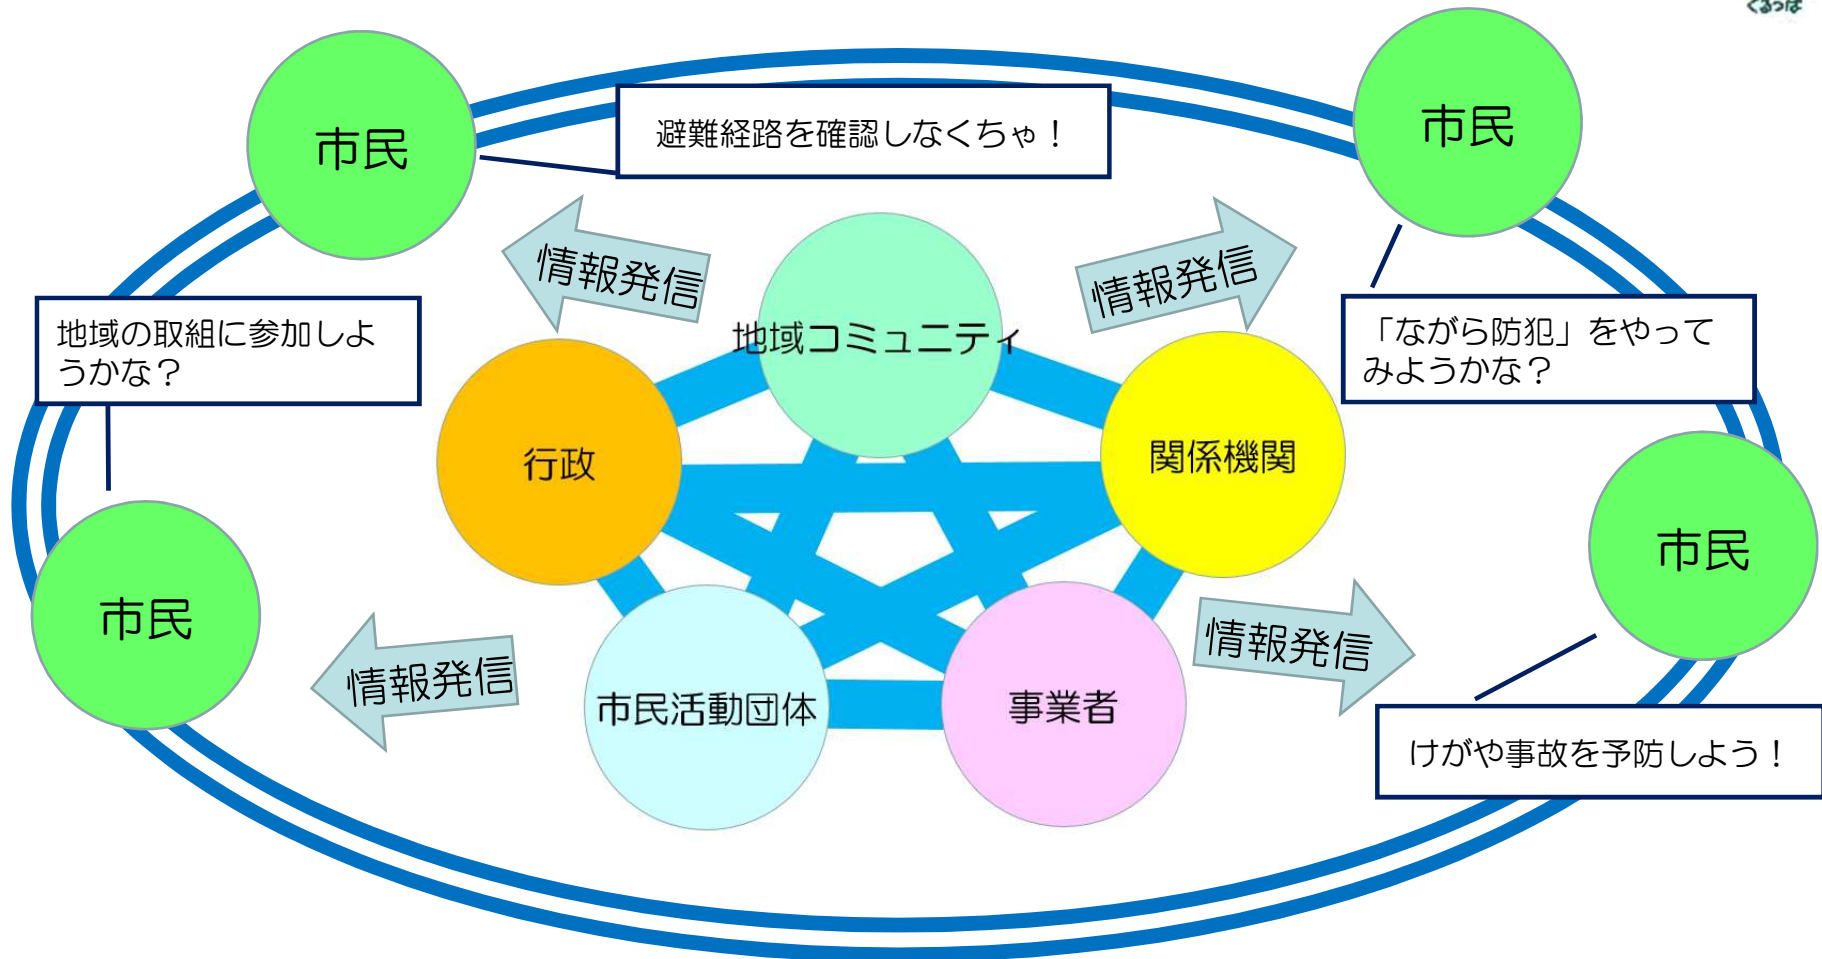 くるっぱ
市民
市民
避難経路を確認しなくちゃ！
情報発信
情報発信
地域の取組に参加しよ
うかな？
地域コミュニティ
「ながら防犯」をやって
みようかな？
行政
関係機関
市民
市民
情報発信
情報発信
市民活動団体
事業者
けがや事故を予防しよう！